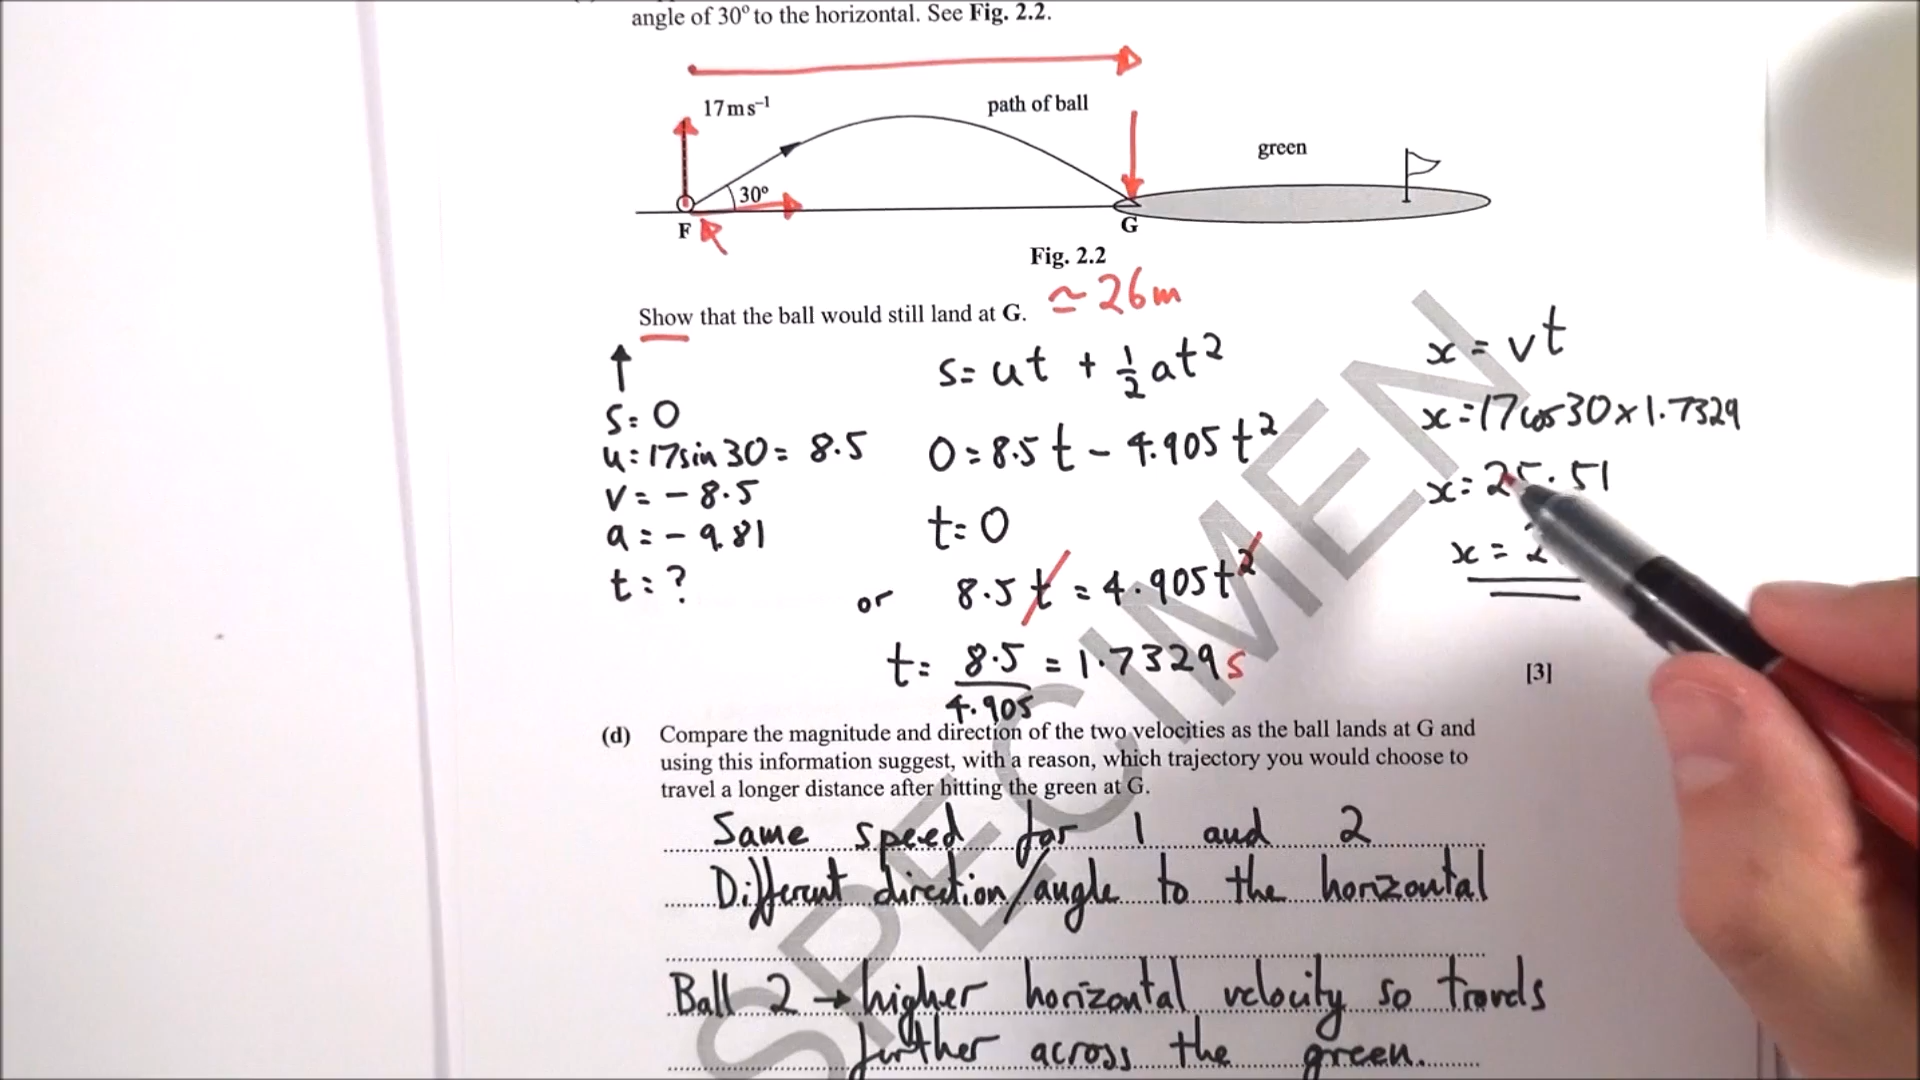 angle of 30° to the horizontal. See Fig. 2.2.
17 m s⁻¹
path of ball
green
30°
F
G
Fig. 2.2
≃ 26m
Show that the ball would still land at G.
↑
s = 0
u = 17sin 30 = 8.5
v = - 8.5
a = - 9.81
t = ?
s = ut + ½at²
0 = 8.5t - 4.905t²
t = 0
or 8.5t = 4.905t²
t = 8.5/4.905 = 1.7329s
x = vt
x = 17cos30 × 1.7329
x = 25.51
x = 2
[3]
(d) Compare the magnitude and direction of the two velocities as the ball lands at G and
using this information suggest, with a reason, which trajectory you would choose to
travel a longer distance after hitting the green at G.
Same speed for 1 and 2
Different direction/angle to the horizontal
Ball 2 → higher horizontal velocity so travels
further across the green.
SPECIMEN